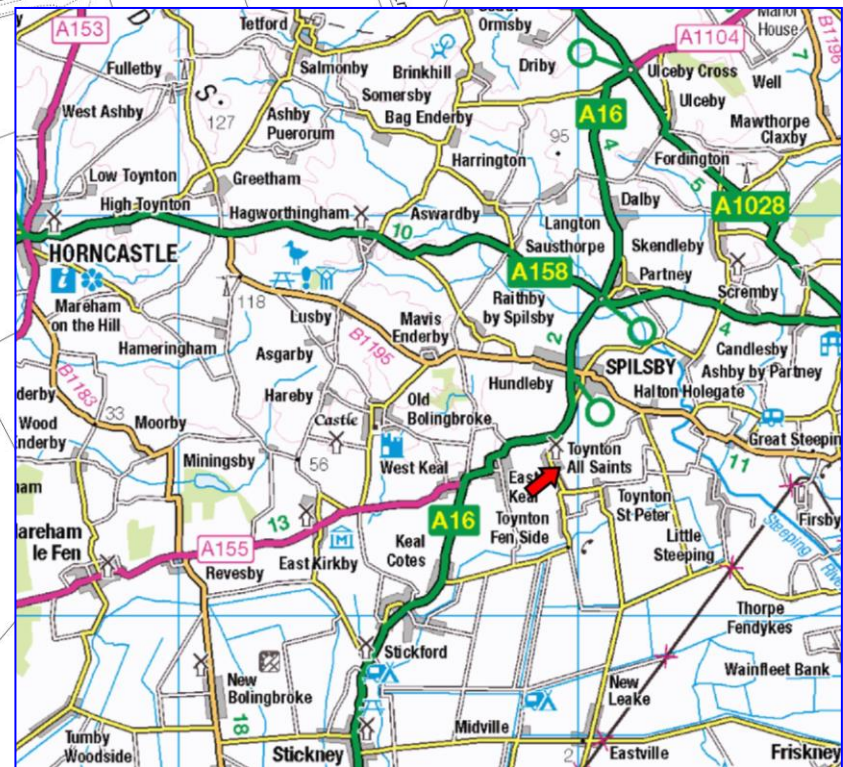 A153
Tetford
Ormsby
Manor
House
B1196
D
A1104
Fulletby
Salmonby
Brinkhill
Driby
Ulceby Cross
Well
7
S
Somersby
Ulceby
West Ashby
127
Ashby
Puerorum
Bag Enderby
A16
Mawthorpe
Claxby
95
4
Harrington
Fordington
5
Low Toynton
Greetham
Dalby
A1028
High Toynton
Hagworthingham
Aswardby
Langton
10
Sausthorpe
Skendleby
HORNCASTLE
A158
Partney
i
Mareham
on the Hill
118
Lusby
Raithby
by Spilsby
Scremby
4
B1195
Mavis
Enderby
2
Hameringham
Asgarby
Candlesby
SPILSBY
Ashby by Partney
B1183
Hundleby
derby
Hareby
Old
Bolingbroke
Halton Holegate
Wood
nderby
33
Moorby
Castle
Great Steepin
Miningsby
56
West Keal
Toynton
All Saints
11
ham
East
Keal
13
Toynton
St Peter
A16
Toynton
Fen Side
Steeping
River
Firsby
areham
le Fen
A155
Keal
Cotes
Little
Steeping
Revesby
East Kirkby
Thorpe
Fendykes
Stickford
New
Bolingbroke
New
Leake
Wainfleet Bank
18
Tumby
Woodside
Midville
Stickney
2
Eastville
Friskney